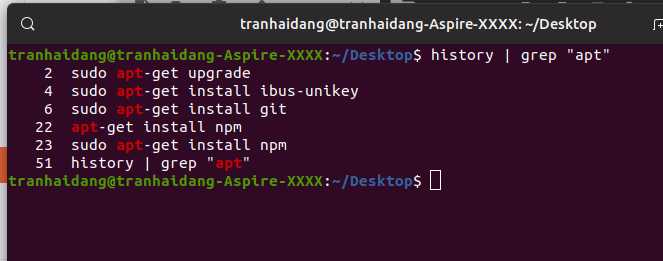 tranhaidang@tranhaidang-Aspire-XXXX: ~/Desktop
tranhaidang@tranhaidang-Aspire-XXXX:~/Desktop$ history | grep "apt"
2 sudo apt-get upgrade
4 sudo apt-get install ibus-unikey
6 sudo apt-get install git
22 apt-get install npm
23 sudo apt-get install npm
51 history | grep "apt"
tranhaidang@tranhaidang-Aspire-XXXX:~/Desktop$